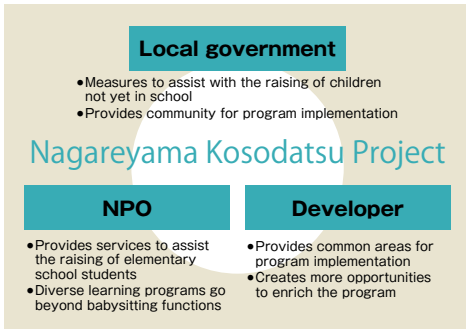 Local government
●Measures to assist with the raising of children
not yet in school
●Provides community for program implementation
Nagareyama Kosodatsu Project
NPO
●Provides services to assist
the raising of elementary
school students
●Diverse learning programs go
beyond babysitting functions
Developer
●Provides common areas for
program implementation
●Creates more opportunities
to enrich the program